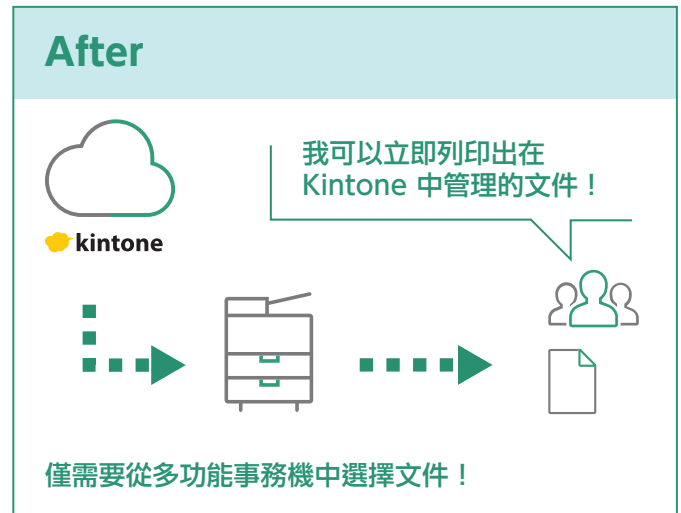 After
我可以立即列印出在
Kintone 中管理的文件！
kintone
僅需要從多功能事務機中選擇文件！